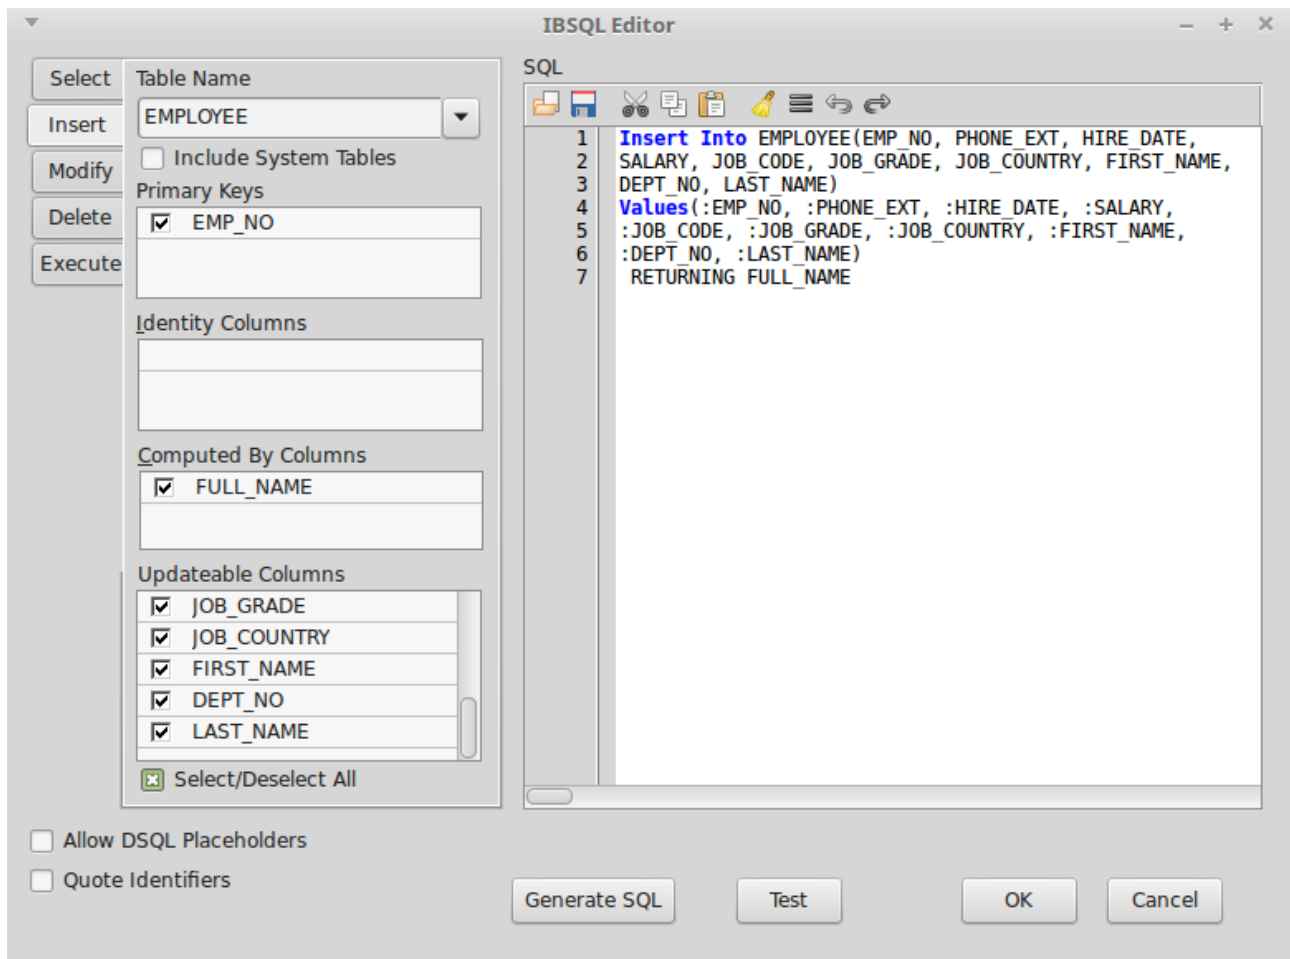 IBSQL Editor
Select
Insert
Modify
Delete
Execute
Table Name
EMPLOYEE
Include System Tables
Primary Keys
EMP_NO
Identity Columns
Computed By Columns
FULL_NAME
Updateable Columns
JOB_GRADE
JOB_COUNTRY
FIRST_NAME
DEPT_NO
LAST_NAME
Select/Deselect All
SQL
1 Insert Into EMPLOYEE(EMP_NO, PHONE_EXT, HIRE_DATE,
2 SALARY, JOB_CODE, JOB_GRADE, JOB_COUNTRY, FIRST_NAME,
3 DEPT_NO, LAST_NAME)
4 Values(:EMP_NO, :PHONE_EXT, :HIRE_DATE, :SALARY,
5 :JOB_CODE, :JOB_GRADE, :JOB_COUNTRY, :FIRST_NAME,
6 :DEPT_NO, :LAST_NAME)
7 RETURNING FULL_NAME
Allow DSQL Placeholders
Quote Identifiers
Generate SQL
Test
OK
Cancel